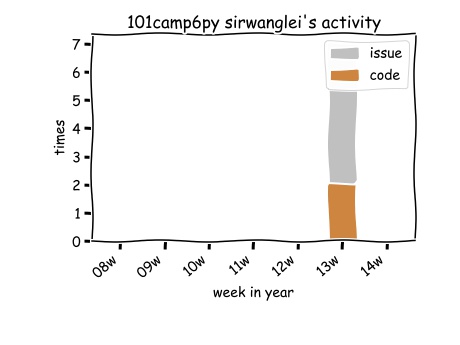 101camp6py sirwanglei's activity
issue
code
7
6
5
4
3
2
1
0
times
08w 09w 10w 11w 12w 13w 14w
week in year